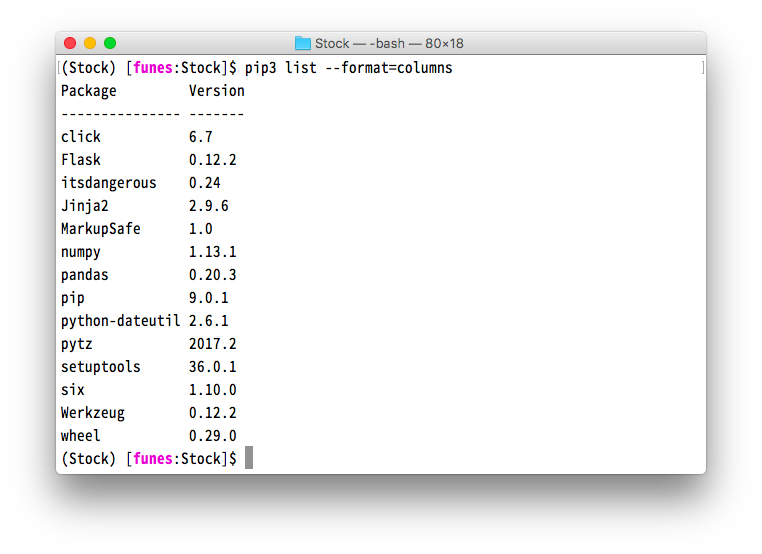 Stock — -bash — 80×18
(Stock) [funes:Stock]$ pip3 list --format=columns
Package         Version
--------------- -------
click           6.7
Flask           0.12.2
itsdangerous    0.24
Jinja2          2.9.6
MarkupSafe      1.0
numpy           1.13.1
pandas          0.20.3
pip             9.0.1
python-dateutil 2.6.1
pytz            2017.2
setuptools      36.0.1
six             1.10.0
Werkzeug        0.12.2
wheel           0.29.0
(Stock) [funes:Stock]$